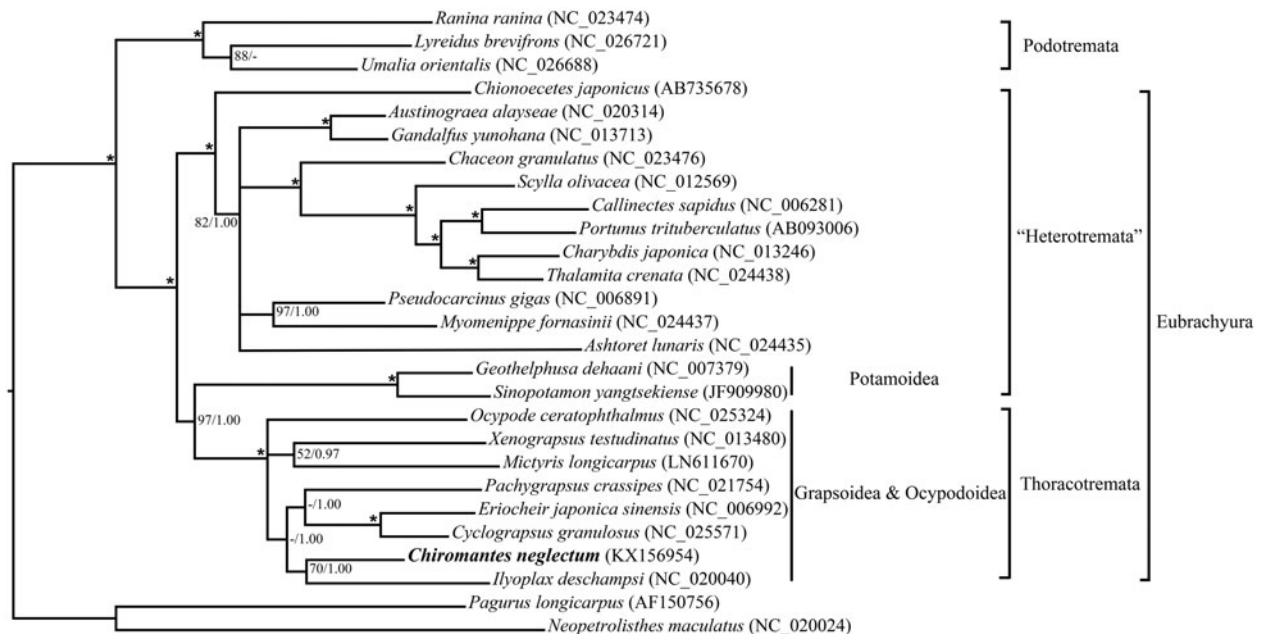 Ranina ranina (NC_023474)
Lyreidus brevifrons (NC_026721)
88/-
Podotremata
Umalia orientalis (NC_026688)
Chionoecetes japonicus (AB735678)
Austinograea alayseae (NC_020314)
Gandalfus yunohana (NC_013713)
Chaceon granulatus (NC_023476)
Scylla olivacea (NC_012569)
Callinectes sapidus (NC_006281)
82/1.00
Portunus trituberculatus (AB093006)
"Heterotremata"
Charybdis japonica (NC_013246)
Thalamita crenata (NC_024438)
Pseudocarcinus gigas (NC_006891)
97/1.00
Myomenippe fornasinii (NC_024437)
Eubrachyura
Ashtoret lunaris (NC_024435)
Geothelphusa dehaani (NC_007379)
Potamoidea
Sinopotamon yangtsekiense (JF909980)
97/1.00
Ocypode ceratophthalmus (NC_025324)
Xenograpsus testudinatus (NC_013480)
52/0.97
Mictyris longicarpus (LN611670)
Pachygrapsus crassipes (NC_021754)
Grapsoidea & Ocypodoidea
Thoracotremata
-/1.00
Eriocheir japonica sinensis (NC_006992)
Cyclograpsus granulosus (NC_025571)
-/1.00
Chiromantes neglectum (KX156954)
70/1.00
Ilyoplax deschampsi (NC_020040)
Pagurus longicarpus (AF150756)
Neopetrolisthes maculatus (NC_020024)